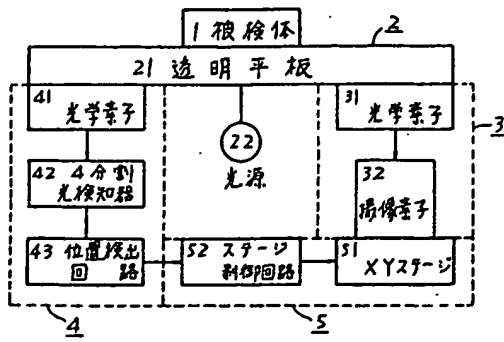 1 被検体
2
21 透明平板
41
光学素子
22
光源
31
光学素子
3
42 4分割
光検知器
32
撮像素子
43 位置検出
回路
52 ステージ
制御回路
51
XYステージ
4
5